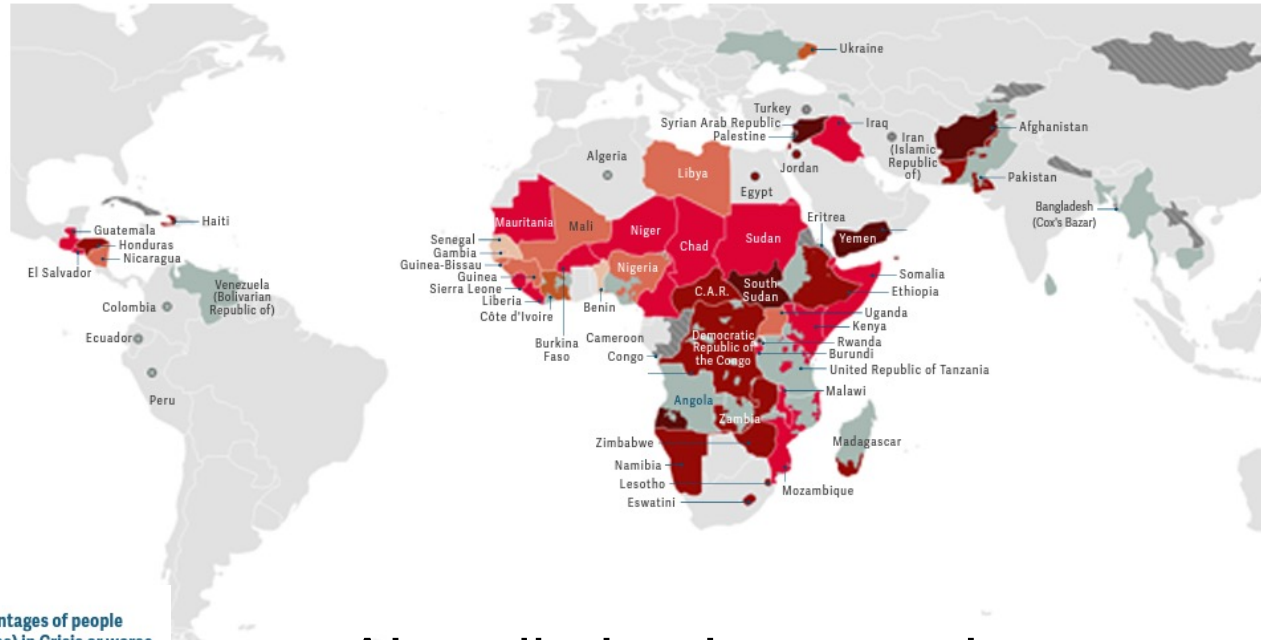 Ukraine
Turkey
Syrian Arab Republic
Palestine
Iraq
Iran
(Islamic
Republic
of)
Afghanistan
Algeria
Libya
Jordan
Egypt
Pakistan
Bangladesh
(Cox's Bazar)
Haiti
Guatemala
Honduras
Nicaragua
El Salvador
Mauritania
Mali
Niger
Chad
Sudan
Eritrea
Yemen
Senegal
Gambia
Guinea-Bissau
Guinea
Sierra Leone
Liberia
Côte d'Ivoire
Nigeria
Benin
Burkina
Faso
Cameroon
Congo
C.A.R.
South
Sudan
Somalia
Ethiopia
Venezuela
(Bolivarian
Republic of)
Colombia
Ecuador
Peru
Democratic
Republic of
the Congo
Uganda
Kenya
Rwanda
Burundi
United Republic of Tanzania
Malawi
Angola
Zambia
Zimbabwe
Namibia
Lesotho
Eswatini
Mozambique
Madagascar
ntages of people